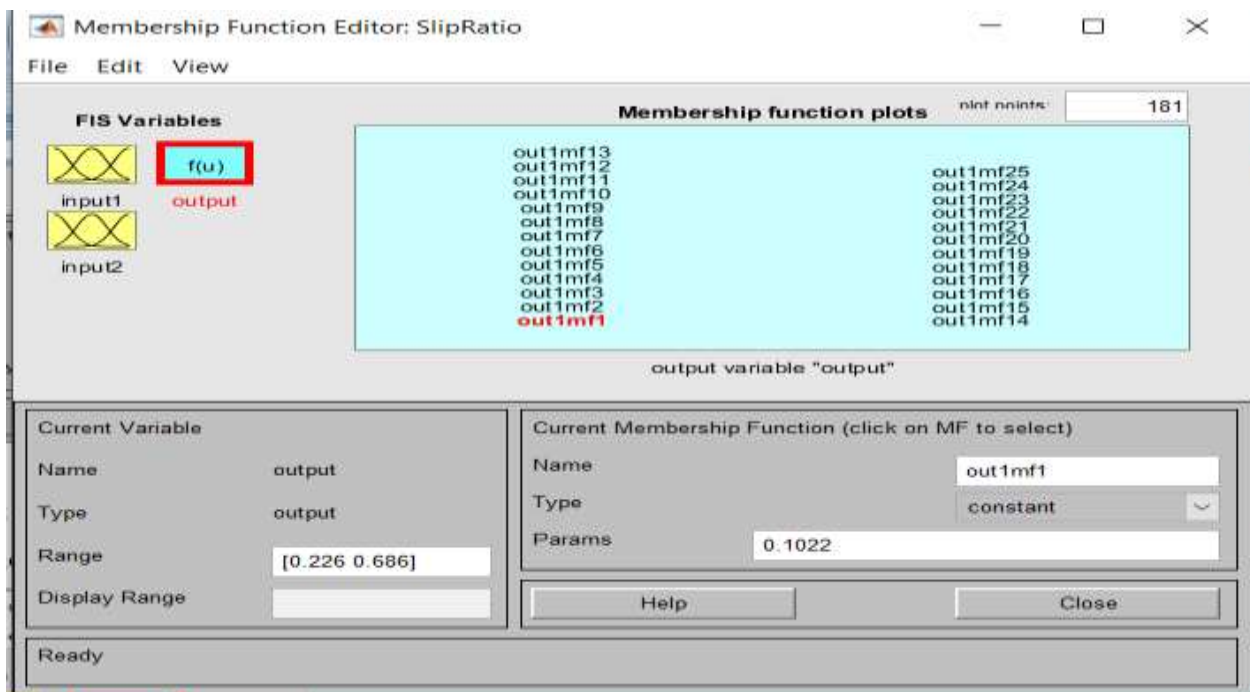 Membership Function Editor: SlipRatio
File Edit View
FIS Variables
f(u)
input1 output
input2
Membership function plots plot points: 181
out1mf13
out1mf12
out1mf11
out1mf10
out1mf9
out1mf8
out1mf7
out1mf6
out1mf5
out1mf4
out1mf3
out1mf2
out1mf1
out1mf25
out1mf24
out1mf23
out1mf22
out1mf21
out1mf20
out1mf19
out1mf18
out1mf17
out1mf16
out1mf15
out1mf14
output variable "output"
Current Variable
Name output
Type output
Range [0.226 0.686]
Display Range
Current Membership Function (click on MF to select)
Name out1mf1
Type constant
Params 0.1022
Help Close
Ready